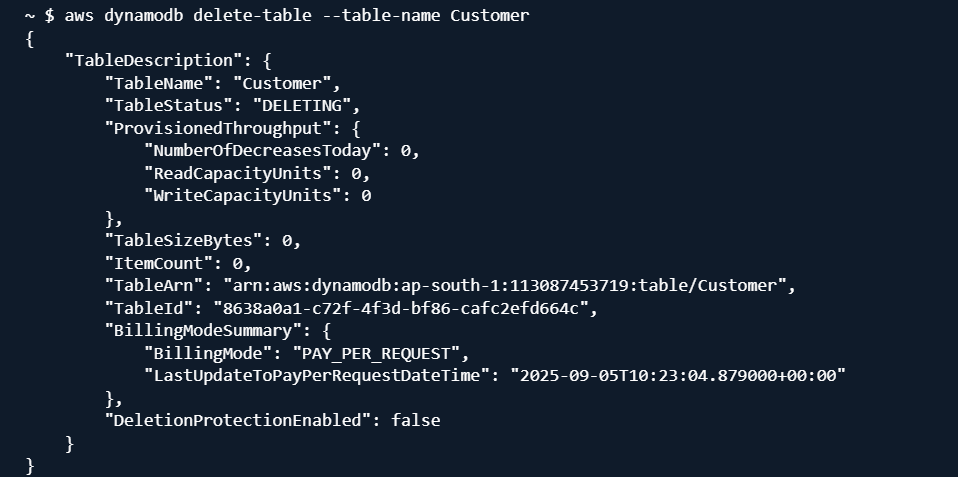 ~ $ aws dynamodb delete-table --table-name Customer
{
    "TableDescription": {
        "TableName": "Customer",
        "TableStatus": "DELETING",
        "ProvisionedThroughput": {
            "NumberOfDecreasesToday": 0,
            "ReadCapacityUnits": 0,
            "WriteCapacityUnits": 0
        },
        "TableSizeBytes": 0,
        "ItemCount": 0,
        "TableArn": "arn:aws:dynamodb:ap-south-1:113087453719:table/Customer",
        "TableId": "8638a0a1-c72f-4f3d-bf86-cafc2efd664c",
        "BillingModeSummary": {
            "BillingMode": "PAY_PER_REQUEST",
            "LastUpdateToPayPerRequestDateTime": "2025-09-05T10:23:04.879000+00:00"
        },
        "DeletionProtectionEnabled": false
    }
}